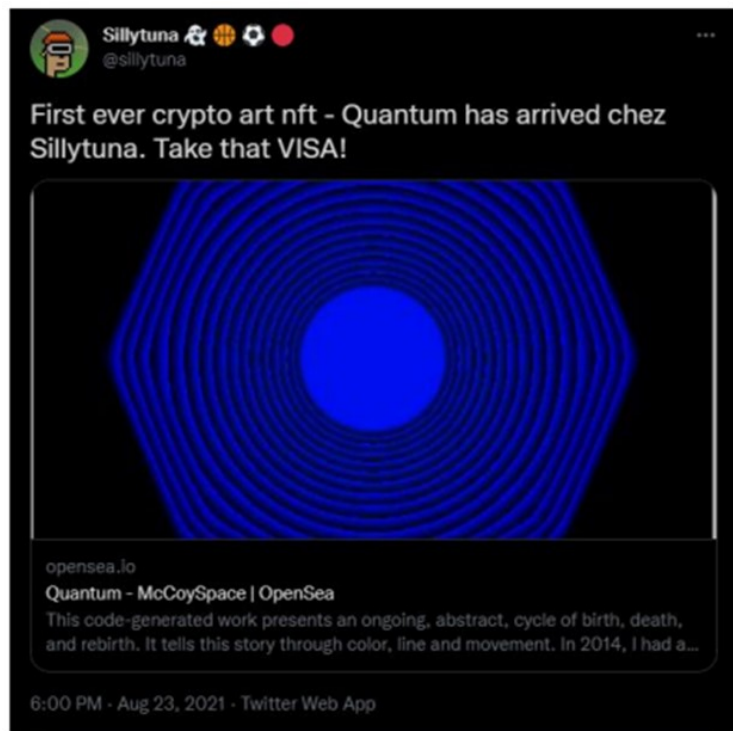 Sillytuna 👻 🏀 ⚽ 🔴
@sillytuna
First ever crypto art nft - Quantum has arrived chez
Sillytuna. Take that VISA!
opensea.io
Quantum - McCoySpace | OpenSea
This code-generated work presents an ongoing, abstract, cycle of birth, death,
and rebirth. It tells this story through color, line and movement. In 2014, I had a...
6:00 PM · Aug 23, 2021 · Twitter Web App